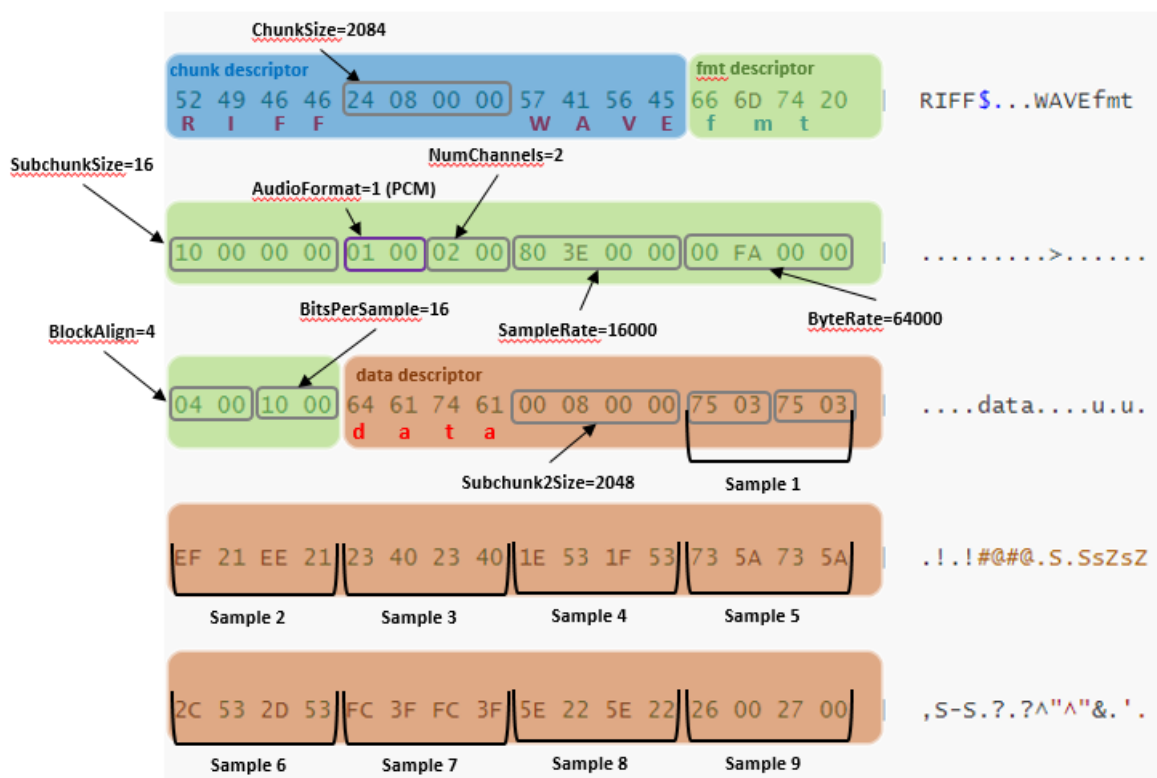 ChunkSize=2084
chunk descriptor
fmt descriptor
52 49 46 46 24 08 00 00 57 41 56 45 66 6D 74 20 RIFF$...WAVEfmt
R I F F W A V E f m t
SubchunkSize=16
NumChannels=2
AudioFormat=1 (PCM)
10 00 00 00 01 00 02 00 80 3E 00 00 00 FA 00 00 .........>......
BitsPerSample=16
SampleRate=16000
ByteRate=64000
BlockAlign=4
data descriptor
04 00 10 00 64 61 74 61 00 08 00 00 75 03 75 03 ....data....u.u.
d a t a
Subchunk2Size=2048
Sample 1
EF 21 EE 21 23 40 23 40 1E 53 1F 53 73 5A 73 5A .!.!#@#@.S.SsZsZ
Sample 2 Sample 3 Sample 4 Sample 5
2C 53 2D 53 FC 3F FC 3F 5E 22 5E 22 26 00 27 00 ,S-S.?.?^"^"&.'.
Sample 6 Sample 7 Sample 8 Sample 9